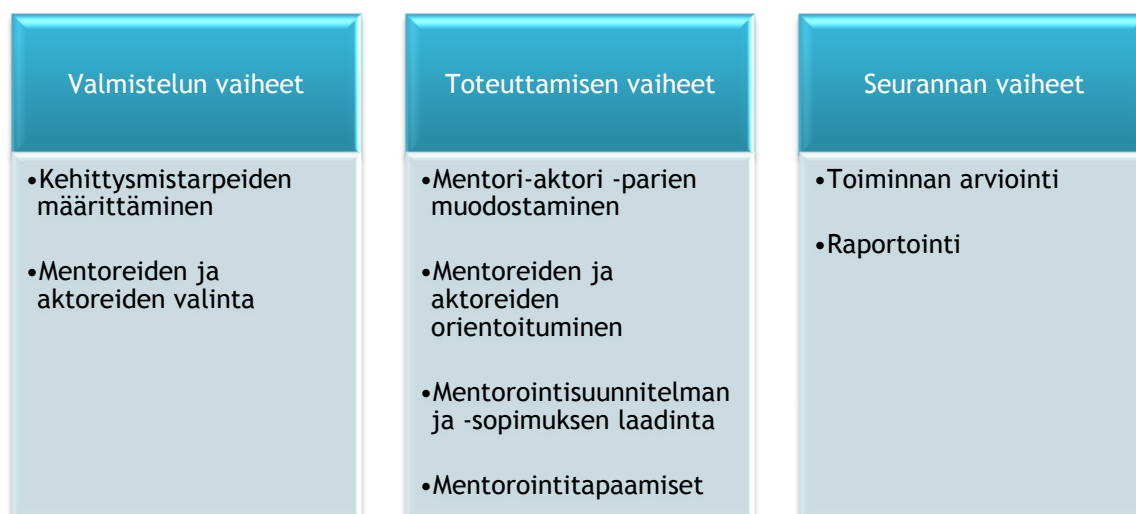 Valmistelun vaiheet
•Kehittysmistarpeiden
määrittäminen
•Mentoreiden ja
aktoreiden valinta
Toteuttamisen vaiheet
•Mentori-aktori -parien
muodostaminen
•Mentoreiden ja
aktoreiden
orientoituminen
•Mentorointisuunnitelman
ja -sopimuksen laadinta
•Mentorointitapaamiset
Seurannan vaiheet
•Toiminnan arviointi
•Raportointi